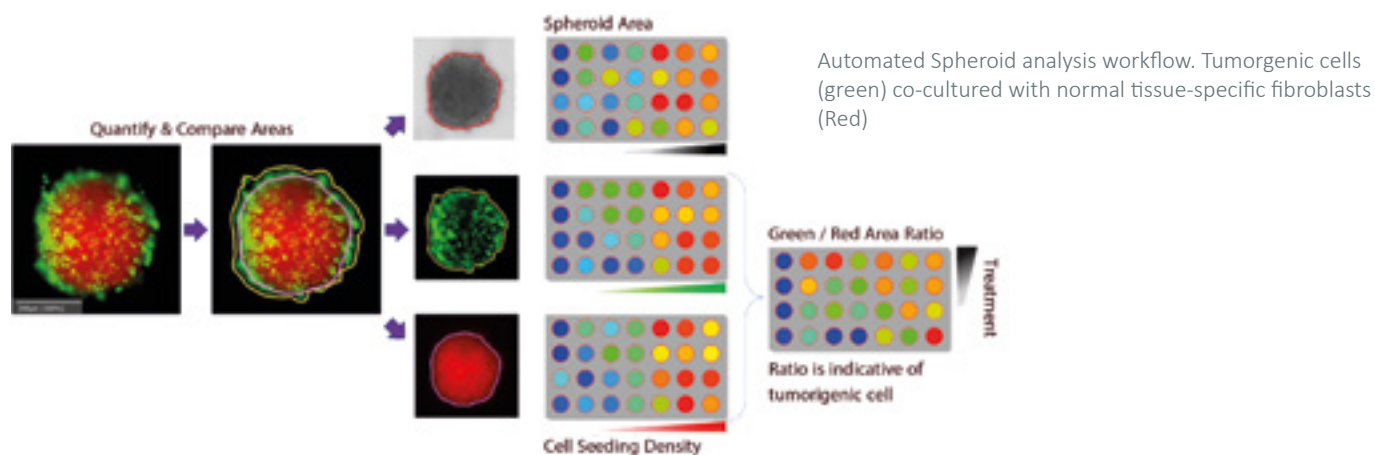 Spheroid Area
Automated Spheroid analysis workflow. Tumorgenic cells
(green) co-cultured with normal tissue-specific fibroblasts
(Red)
Quantify & Compare Areas
Green / Red Area Ratio
Treatment
Ratio is indicative of
tumorigenic cell
Cell Seeding Density